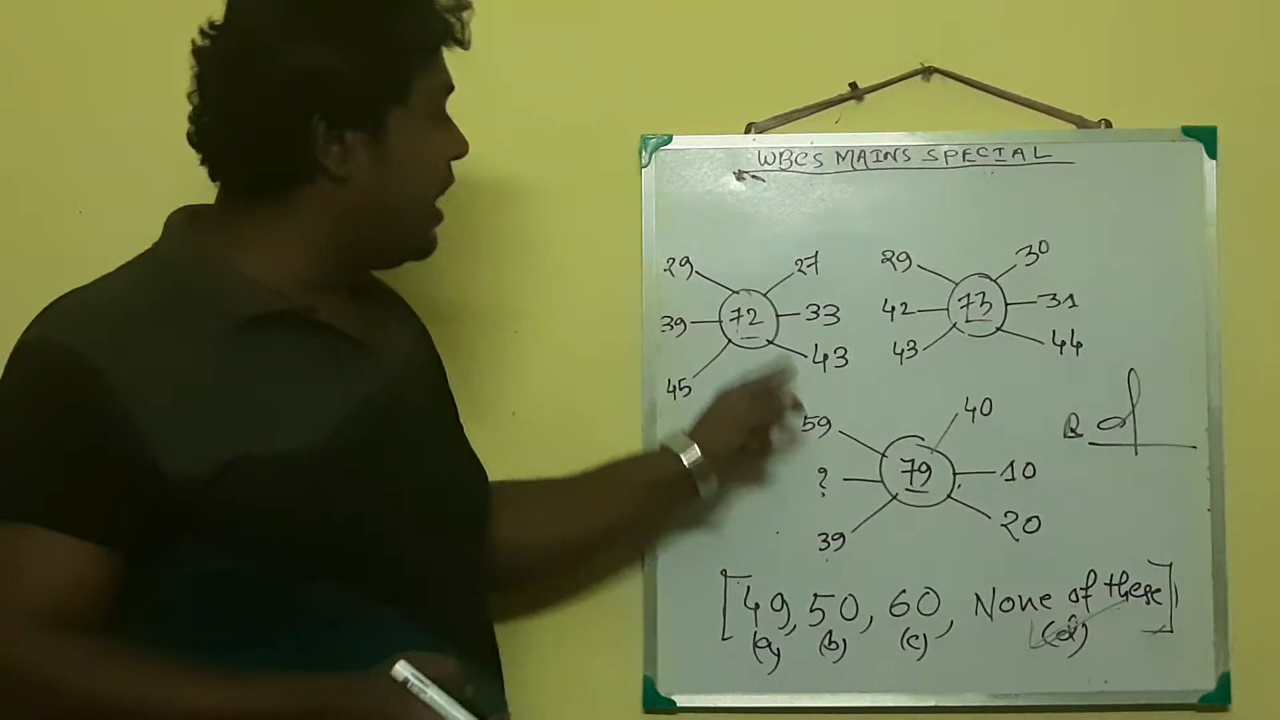 WBCS MAINS SPECIAL
29 27
39 72 33
45 43
29 30
42 73 31
43 44
59 40
? 79 10
39 20
[49, 50, 60, None of these]
(a) (b) (c) (d)
d